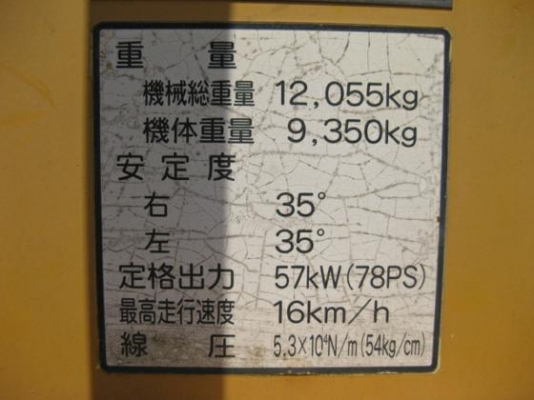 重 量
機械総重量 12,055kg
機体重量 9,350kg
安定度
右 35°
左 35°
定格出力 57kW(78PS)
最高走行速度 16km/h
線 圧 5.3×10⁴N/m(54kg/cm)